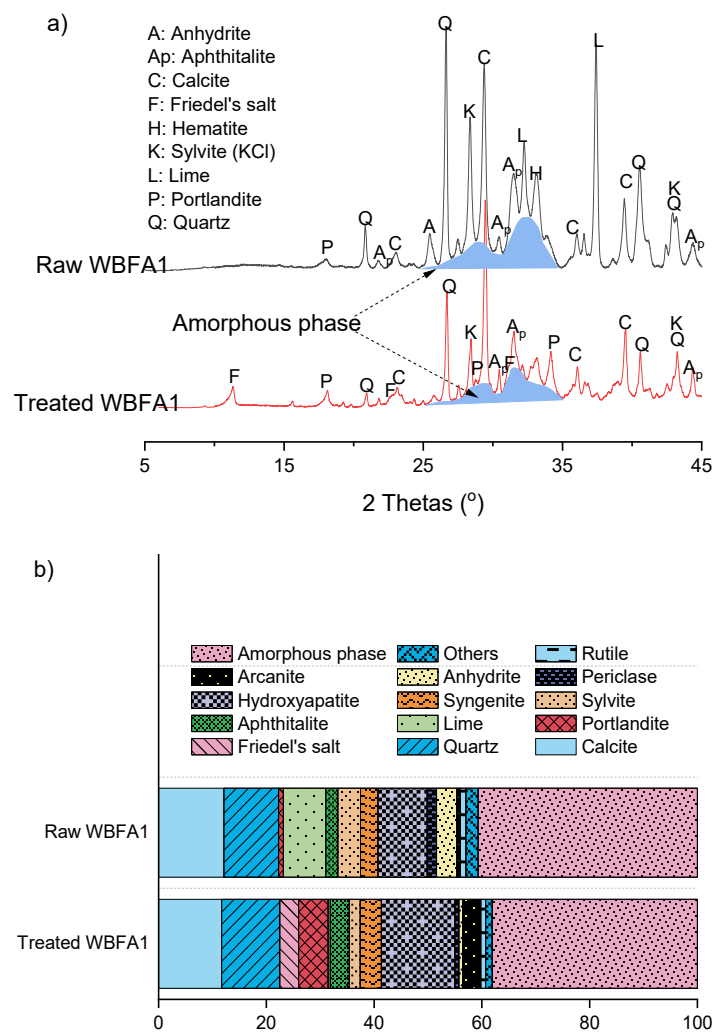 a)
A: Anhydrite
Ap: Aphthitalite
C: Calcite
F: Friedel's salt
H: Hematite
K: Sylvite (KCl)
L: Lime
P: Portlandite
Q: Quartz
Q
C
L
K
L
Ap
H
Q
C
K
Q
Q
P
Ap
C
A
Ap
C
Ap
Raw WBFA1
Amorphous phase
Q
K
Ap
P
C
Q
K
Q
P
Ap
F
C
Ap
F
P
Q
F
C
Treated WBFA1
5 15 25 35 45
2 Thetas (o)
b)
Amorphous phase Others Rutile
Arcanite Anhydrite Periclase
Hydroxyapatite Syngenite Sylvite
Aphthitalite Lime Portlandite
Friedel's salt Quartz Calcite
Raw WBFA1
Treated WBFA1
0 20 40 60 80 100